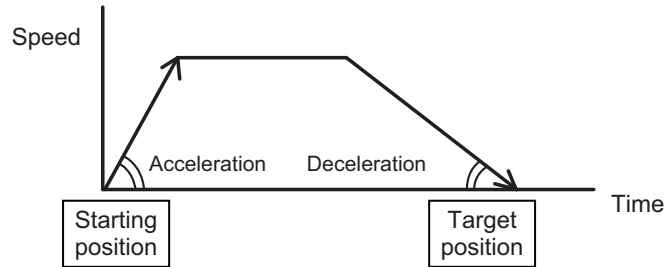 Speed
Acceleration
Deceleration
Time
Starting
position
Target
position